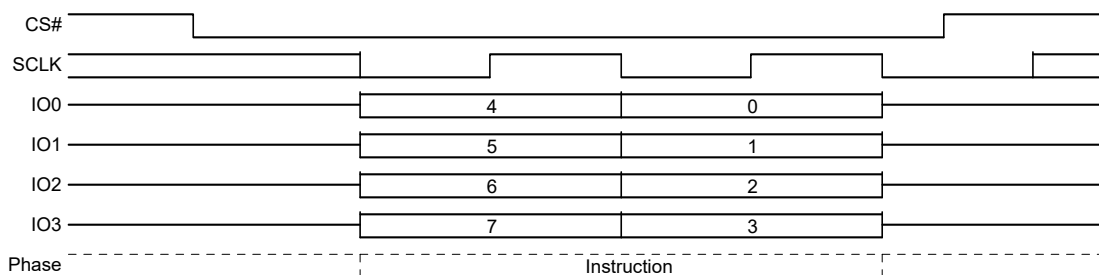 CS#
SCLK
IO0 4 0
IO1 5 1
IO2 6 2
IO3 7 3
Phase Instruction